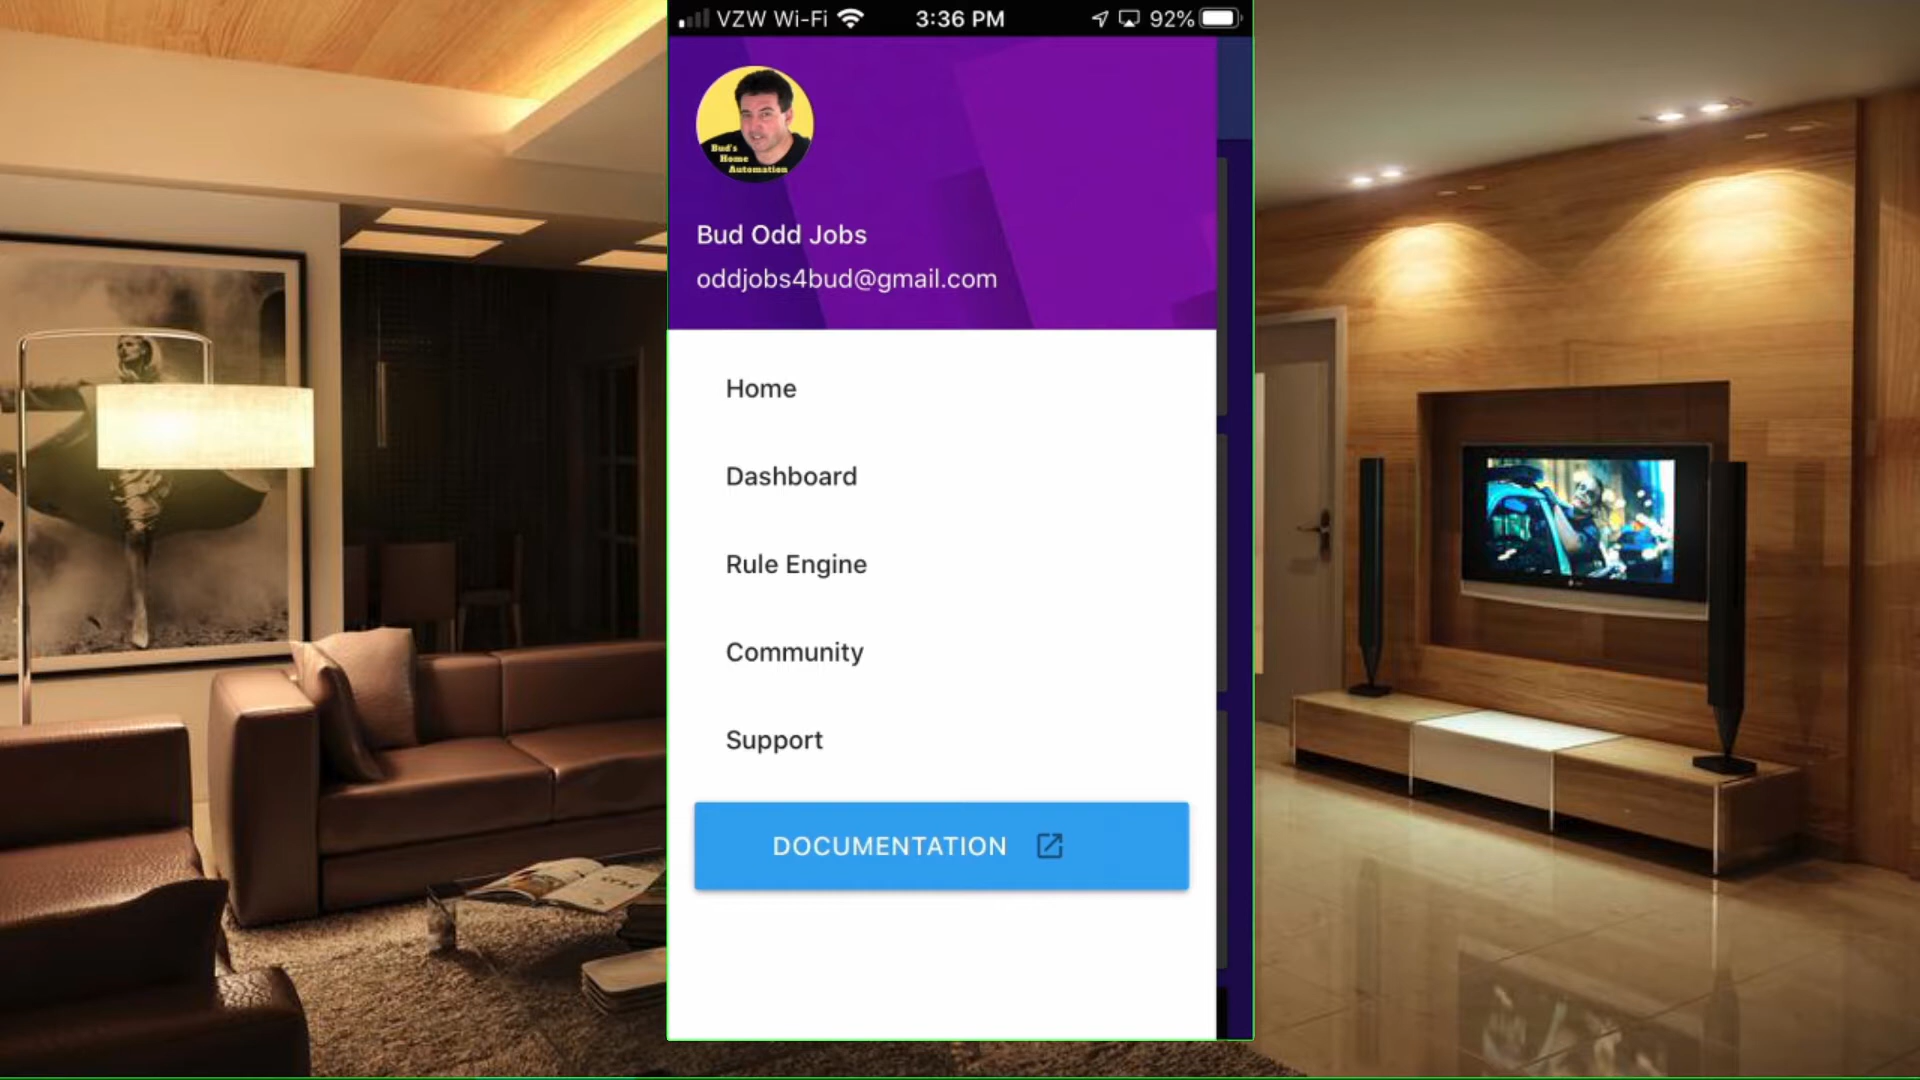 VZW Wi-Fi 3:36 PM 92%
Bud's
Home
Automation
Bud Odd Jobs
oddjobs4bud@gmail.com
Home
Dashboard
Rule Engine
Community
Support
DOCUMENTATION